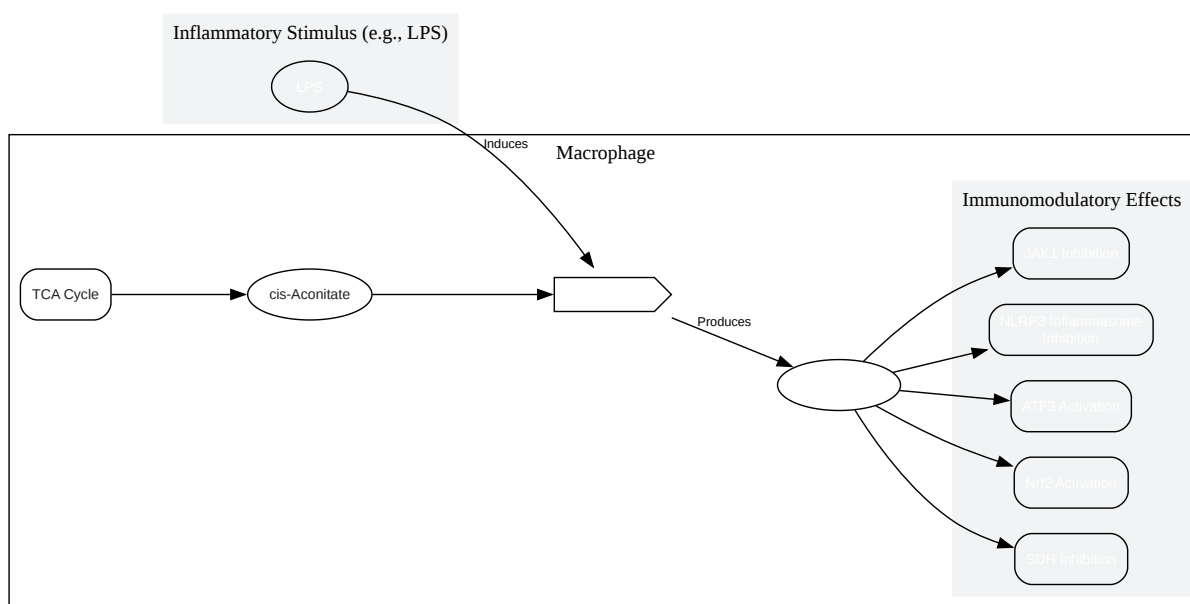 Inflammatory Stimulus (e.g., LPS)
LPS
Induces
Macrophage
Immunomodulatory Effects
TCA Cycle
cis-Aconitate
Produces
JAK1 Inhibition
NLRP3 Inflammasome
Inhibition
ATF3 Activation
Nrf2 Activation
SDH Inhibition